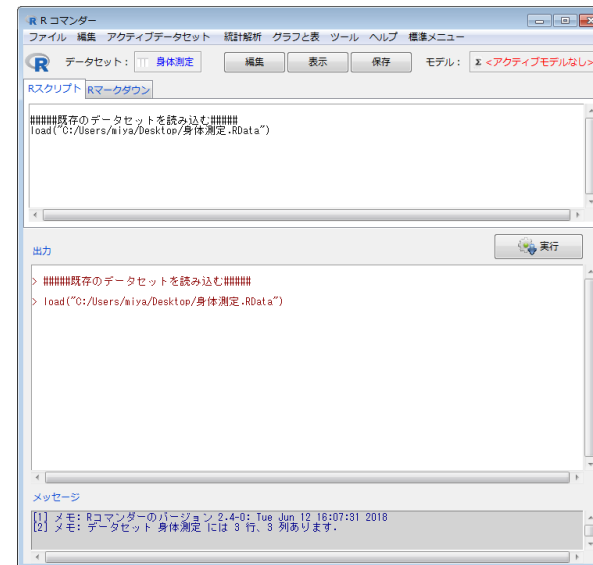 R コマンダー
ファイル 編集 アクティブデータセット 統計解析 グラフと表 ツール ヘルプ 標準メニュー
R データセット： 身体測定 編集 表示 保存 モデル： Σ <アクティブモデルなし>
Rスクリプト Rマークダウン
#####既存のデータセットを読み込む#####
load("C:/Users/miya/Desktop/身体測定.RData")
実行
出力
> #####既存のデータセットを読み込む#####
> load("C:/Users/miya/Desktop/身体測定.RData")
メッセージ
[1] メモ: Rコマンダーのバージョン 2.4-0: Tue Jun 12 16:07:31 2018
[2] メモ: データセット 身体測定 には 3 行、3 列あります.